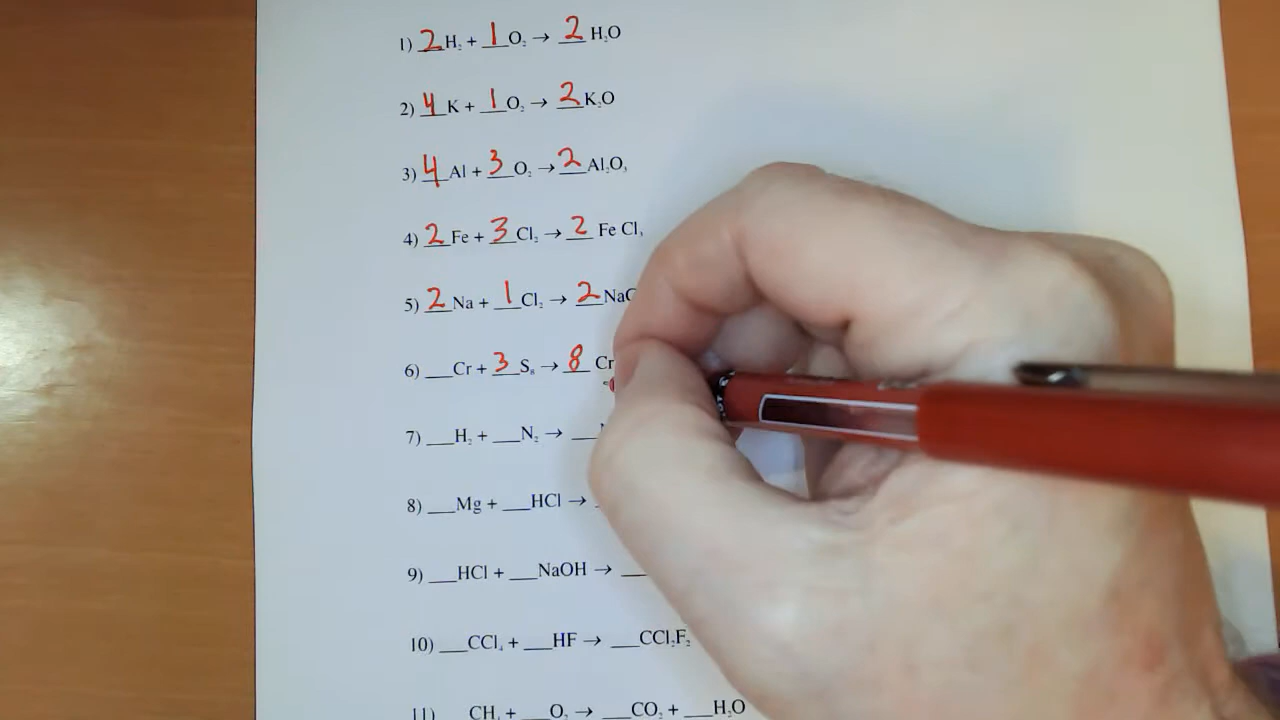 1) 2 H₂ + 1 O₂ → 2 H₂O
2) 4 K + 1 O₂ → 2 K₂O
3) 4 Al + 3 O₂ → 2 Al₂O₃
4) 2 Fe + 3 Cl₂ → 2 Fe Cl₃
5) 2 Na + 1 Cl₂ → 2 NaC
6) ___Cr + 3 S₈ → 8 Cr
7) ___H₂ + ___N₂ → ___
8) ___Mg + ___HCl →
9) ___HCl + ___NaOH → ___
10) ___CCl₄ + ___HF → ___CCl₂F₂
11) ___CH₄ + ___O₂ → ___CO₂ + ___H₂O